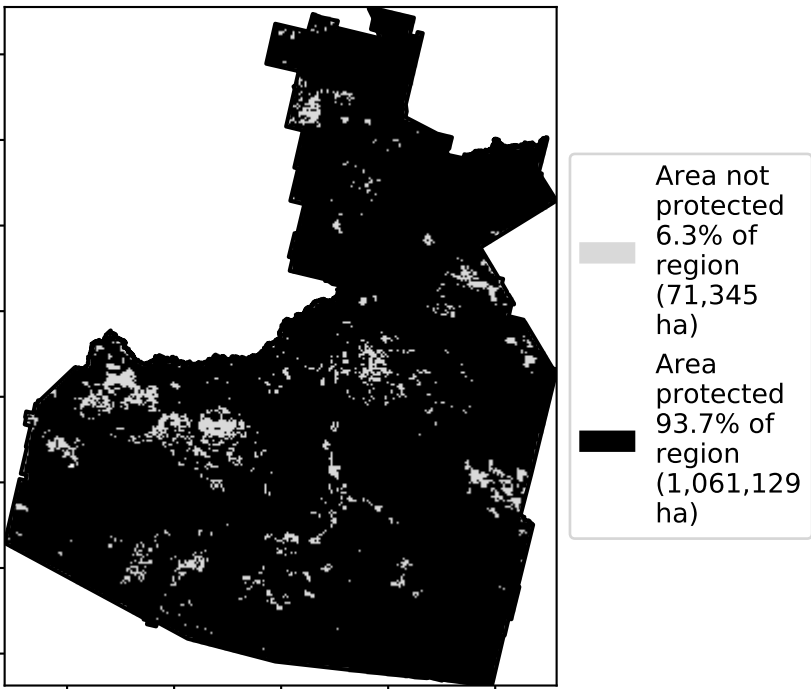 Area not
protected
6.3% of
region
(71,345
ha)
Area
protected
93.7% of
region
(1,061,129
ha)